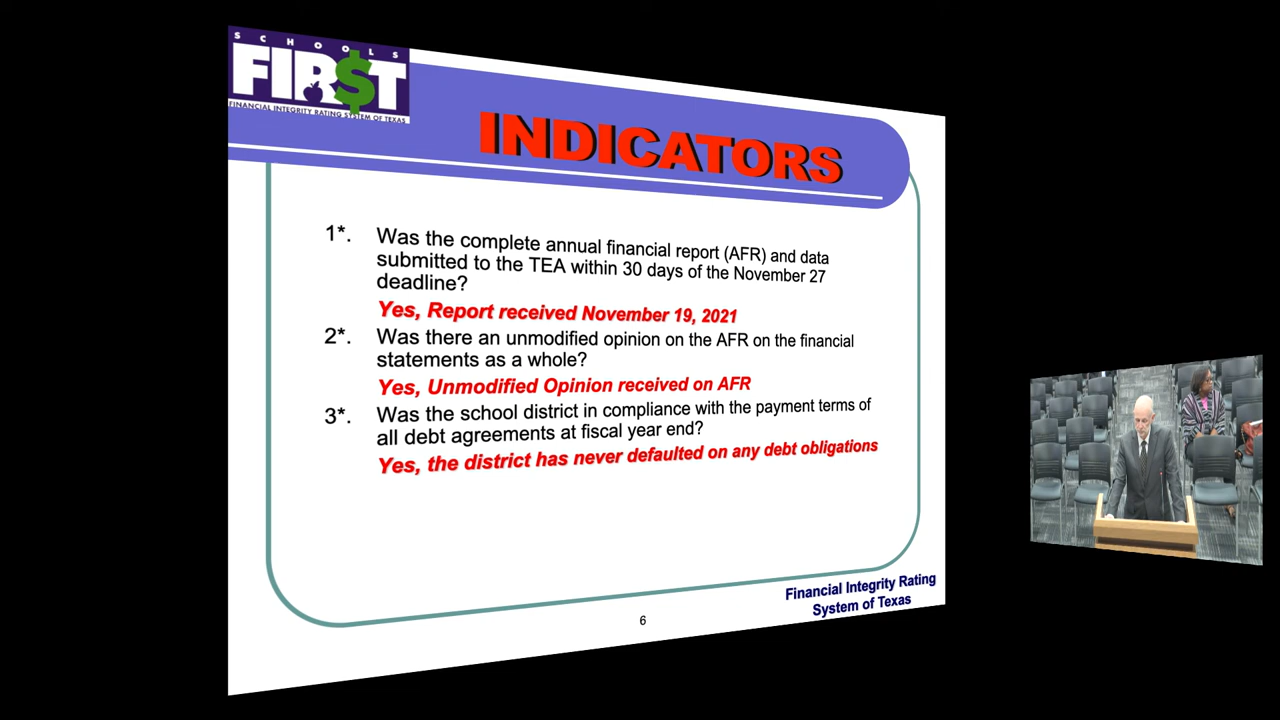 SCHOOLS
FIR$T
FINANCIAL INTEGRITY RATING SYSTEM OF TEXAS
INDICATORS
1*. Was the complete annual financial report (AFR) and data
submitted to the TEA within 30 days of the November 27
deadline?
Yes, Report received November 19, 2021
2*. Was there an unmodified opinion on the AFR on the financial
statements as a whole?
Yes, Unmodified Opinion received on AFR
3*. Was the school district in compliance with the payment terms of
all debt agreements at fiscal year end?
Yes, the district has never defaulted on any debt obligations
Financial Integrity Rating
System of Texas
6